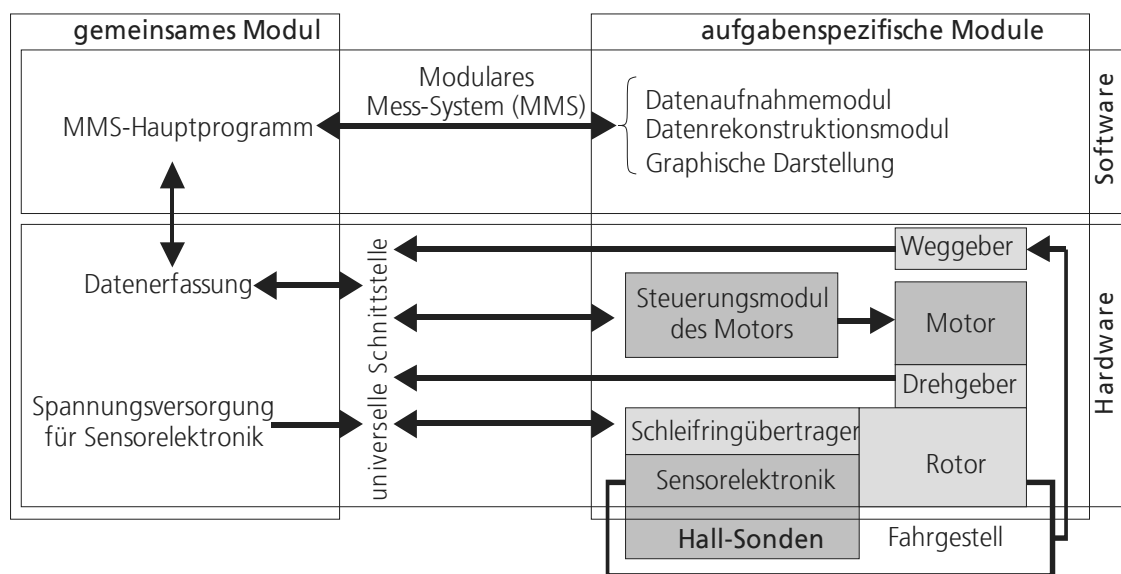 gemeinsames Modul
aufgabenspezifische Module
Modulares
Mess-System (MMS)
MMS-Hauptprogramm
Datenaufnahmemodul
Datenrekonstruktionsmodul
Graphische Darstellung
Software
Datenerfassung
Spannungsversorgung
für Sensorelektronik
universelle Schnittstelle
Weggeber
Steuerungsmodul
des Motors
Motor
Drehgeber
Schleifringübertrager
Sensorelektronik
Rotor
Hall-Sonden
Fahrgestell
Hardware